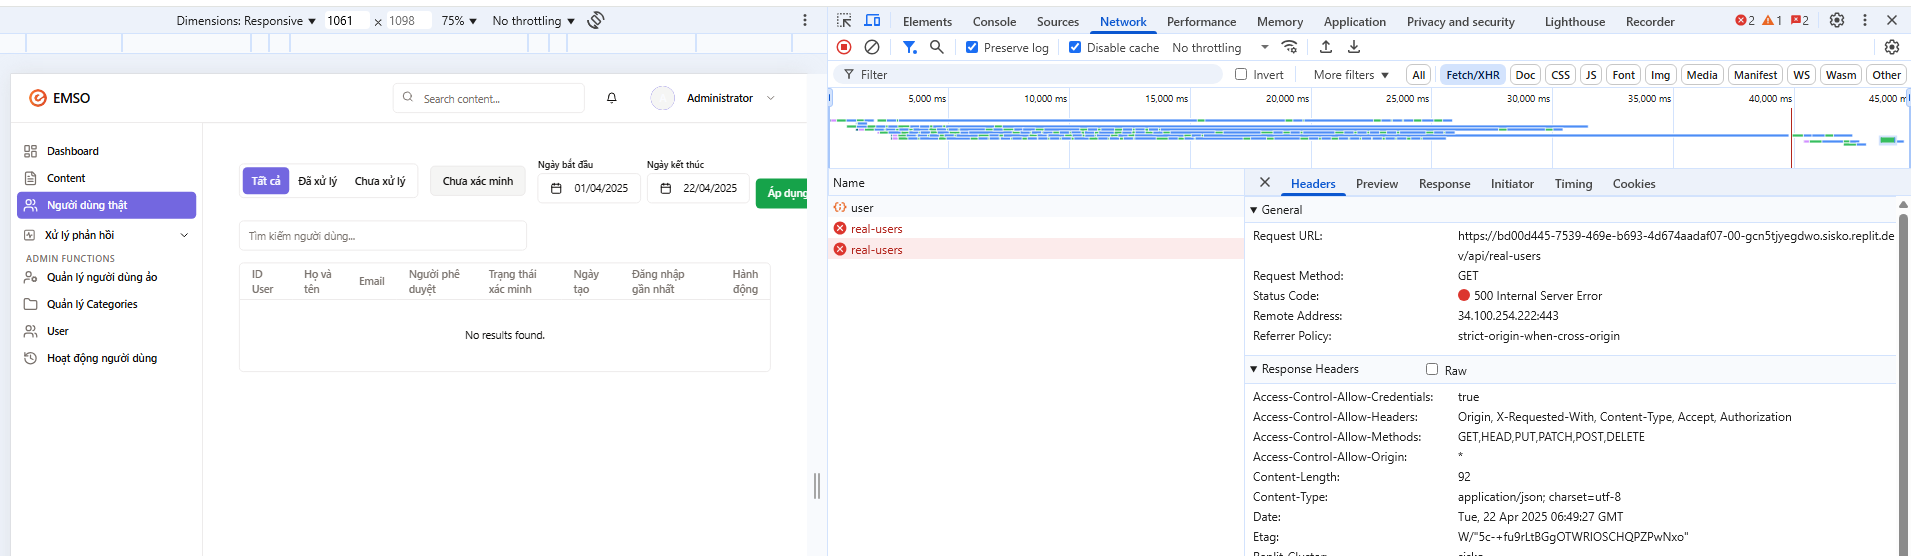 Dimensions: Responsive ▼ 1061 × 1098 75% ▼ No throttling ▼
EMSO
Search content...
Administrator
Dashboard
Content
Người dùng thật
Xử lý phản hồi
ADMIN FUNCTIONS
Quản lý người dùng ảo
Quản lý Categories
User
Hoạt động người dùng
Tất cả Đã xử lý Chưa xử lý
Chưa xác minh
Ngày bắt đầu
01/04/2025
Ngày kết thúc
22/04/2025
Áp dụng
Tìm kiếm người dùng...
ID User
Họ và tên
Email
Người phê duyệt
Trạng thái xác minh
Ngày tạo
Đăng nhập gần nhất
Hành động
No results found.
Elements Console Sources Network Performance Memory Application Privacy and security Lighthouse Recorder 2 1 2
Preserve log Disable cache No throttling
Filter Invert More filters ▼ All Fetch/XHR Doc CSS JS Font Img Media Manifest WS Wasm Other
5,000 ms 10,000 ms 15,000 ms 20,000 ms 25,000 ms 30,000 ms 35,000 ms 40,000 ms 45,000 m
Name
user
real-users
real-users
Headers Preview Response Initiator Timing Cookies
General
Request URL: https://bd00d445-7539-469e-b693-4d674aadaf07-00-gcn5tjyegdwo.sisko.replit.de
v/api/real-users
Request Method: GET
Status Code: 500 Internal Server Error
Remote Address: 34.100.254.222:443
Referrer Policy: strict-origin-when-cross-origin
Response Headers Raw
Access-Control-Allow-Credentials: true
Access-Control-Allow-Headers: Origin, X-Requested-With, Content-Type, Accept, Authorization
Access-Control-Allow-Methods: GET,HEAD,PUT,PATCH,POST,DELETE
Access-Control-Allow-Origin: *
Content-Length: 92
Content-Type: application/json; charset=utf-8
Date: Tue, 22 Apr 2025 06:49:27 GMT
Etag: W/"5c-+fu9rLtBGgOTWRIOSCHQPZPwNxo"